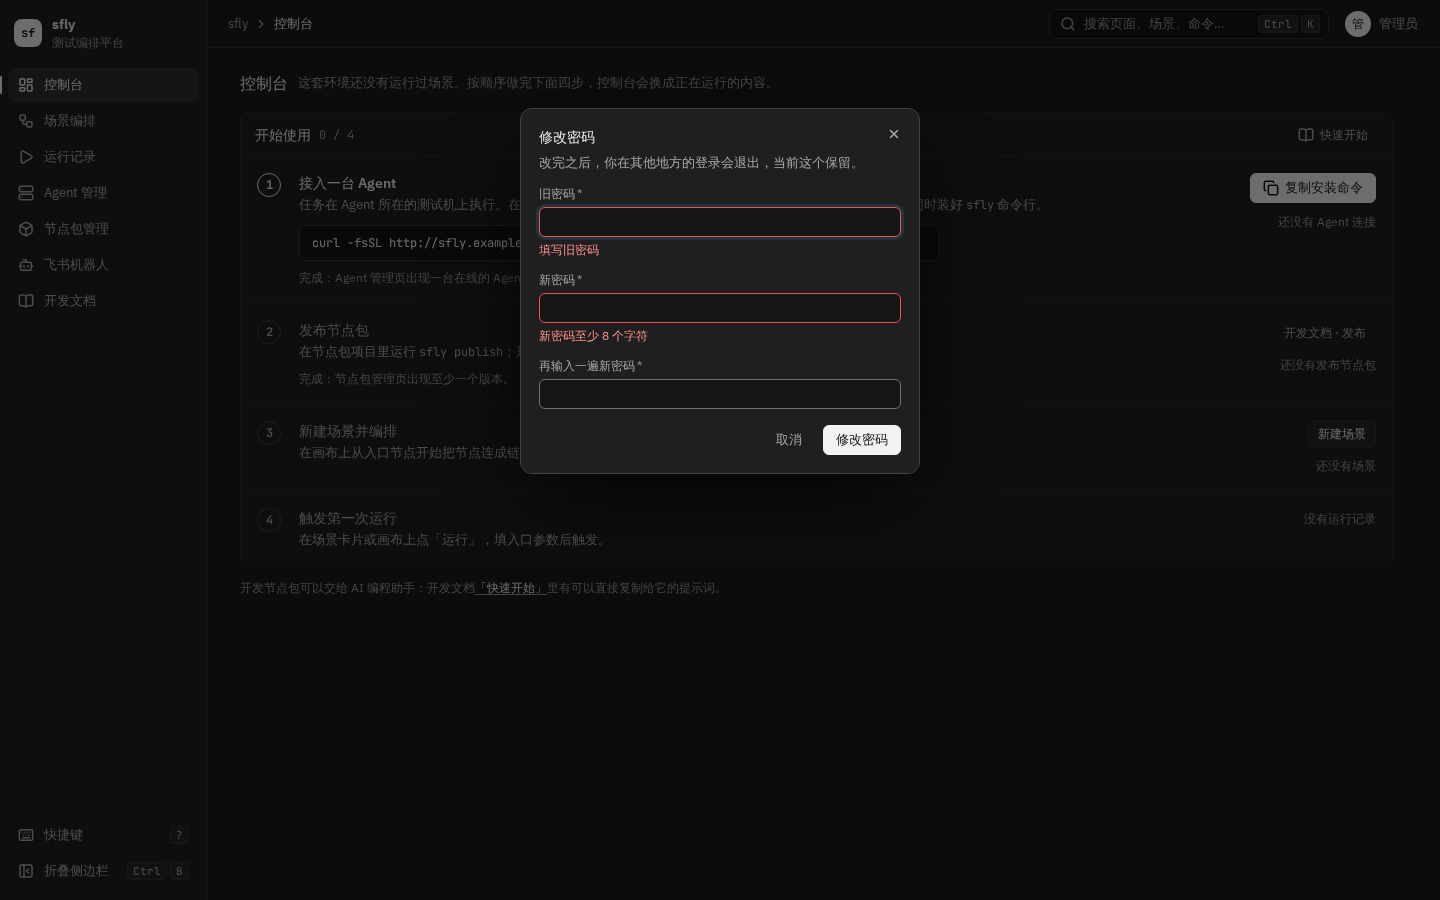 sf
sfly
测试编排平台
控制台
场景编排
运行记录
Agent 管理
节点包管理
飞书机器人
开发文档
快捷键 ?
折叠侧边栏 Ctrl B
sfly > 控制台
搜索页面、场景、命令... Ctrl K
管 管理员
控制台 这套环境还没有运行过场景。按顺序做完下面四步，控制台会换成正在运行的内容。
开始使用 0 / 4
快速开始
1 接入一台 Agent
任务在 Agent 所在的测试机上执行。在
同时装好 sfly 命令行。
curl -fsSL http://sfly.example
完成：Agent 管理页出现一台在线的 Agen
复制安装命令
还没有 Agent 连接
2 发布节点包
在节点包项目里运行 sfly publish；
完成：节点包管理页出现至少一个版本。
开发文档 · 发布
还没有发布节点包
3 新建场景并编排
在画布上从入口节点开始把节点连成链
新建场景
还没有场景
4 触发第一次运行
在场景卡片或画布上点「运行」，填入口参数后触发。
没有运行记录
开发节点包可以交给 AI 编程助手：开发文档「快速开始」里有可以直接复制给它的提示词。
修改密码
改完之后，你在其他地方的登录会退出，当前这个保留。
旧密码 *
填写旧密码
新密码 *
新密码至少 8 个字符
再输入一遍新密码 *
取消
修改密码